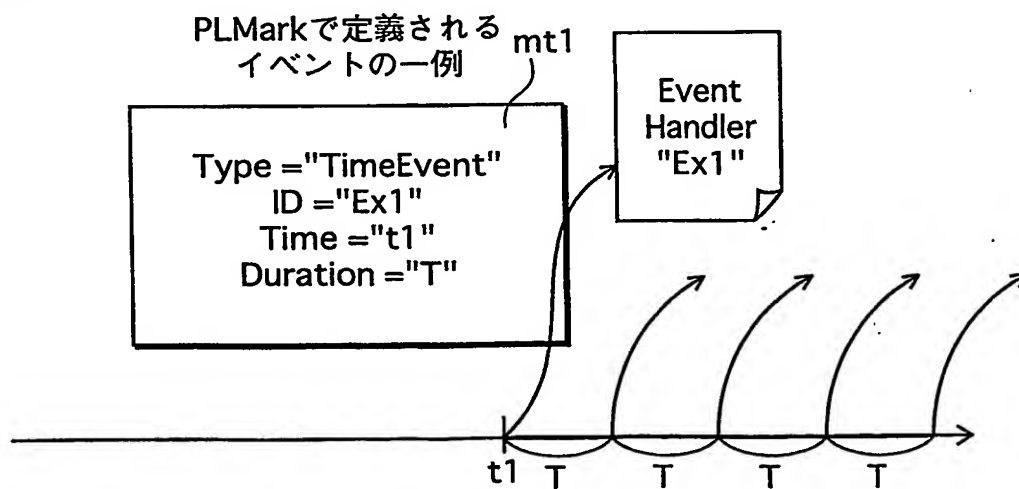 PLMarkで定義される
イベントの一例
mt1
Type ="TimeEvent"
ID ="Ex1"
Time ="t1"
Duration ="T"
Event
Handler
"Ex1"
t1
T
T
T
T